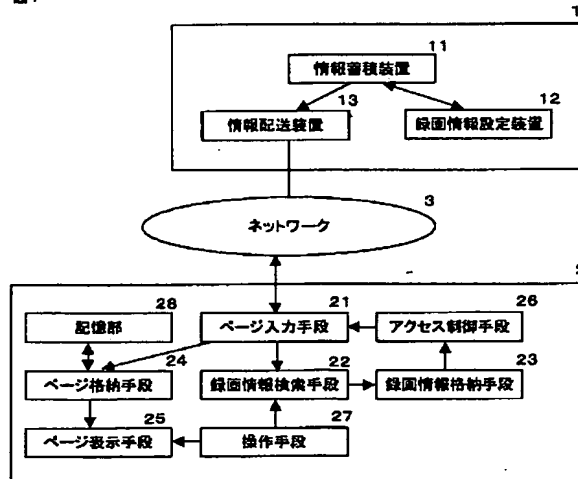 1
11
情報蓄積装置
13
12
情報配送装置
録画情報設定装置
3
ネットワーク
28
21
26
記憶部
ページ入力手段
アクセス制御手段
24
22
23
ページ格納手段
録画情報検索手段
録画情報格納手段
25
27
ページ表示手段
操作手段